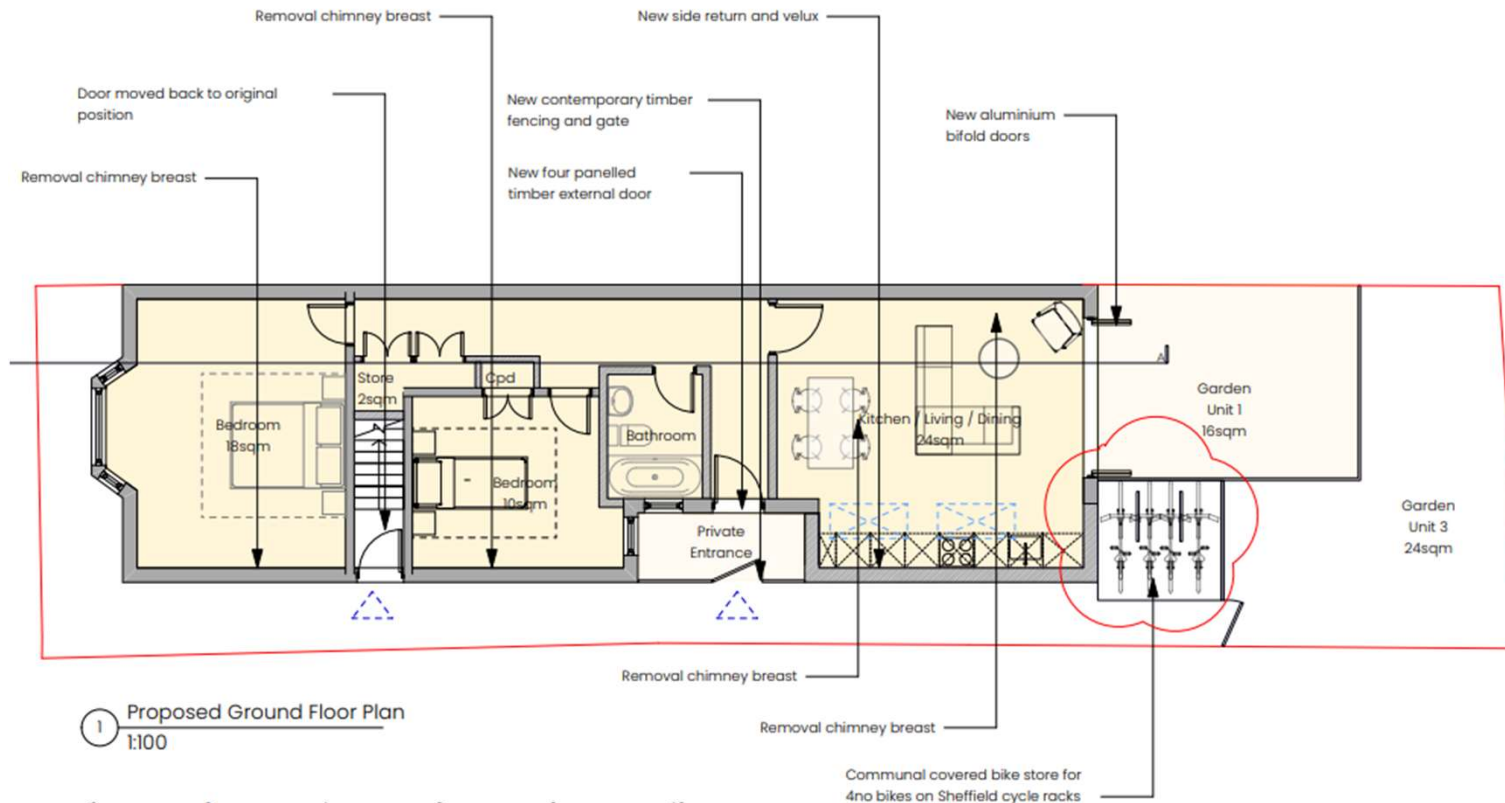 Removal chimney breast
New side return and velux
Door moved back to original
position
New contemporary timber
fencing and gate
New aluminium
bifold doors
Removal chimney breast
New four panelled
timber external door
A
Store
2sqm
Cpd
Garden
Unit 1
16sqm
Bedroom
18sqm
Bathroom
Kitchen / Living / Dining
24sqm
Bedroom
10sqm
Private
Entrance
Garden
Unit 3
24sqm
Removal chimney breast
1
Proposed Ground Floor Plan
1:100
Removal chimney breast
Communal covered bike store for
4no bikes on Sheffield cycle racks